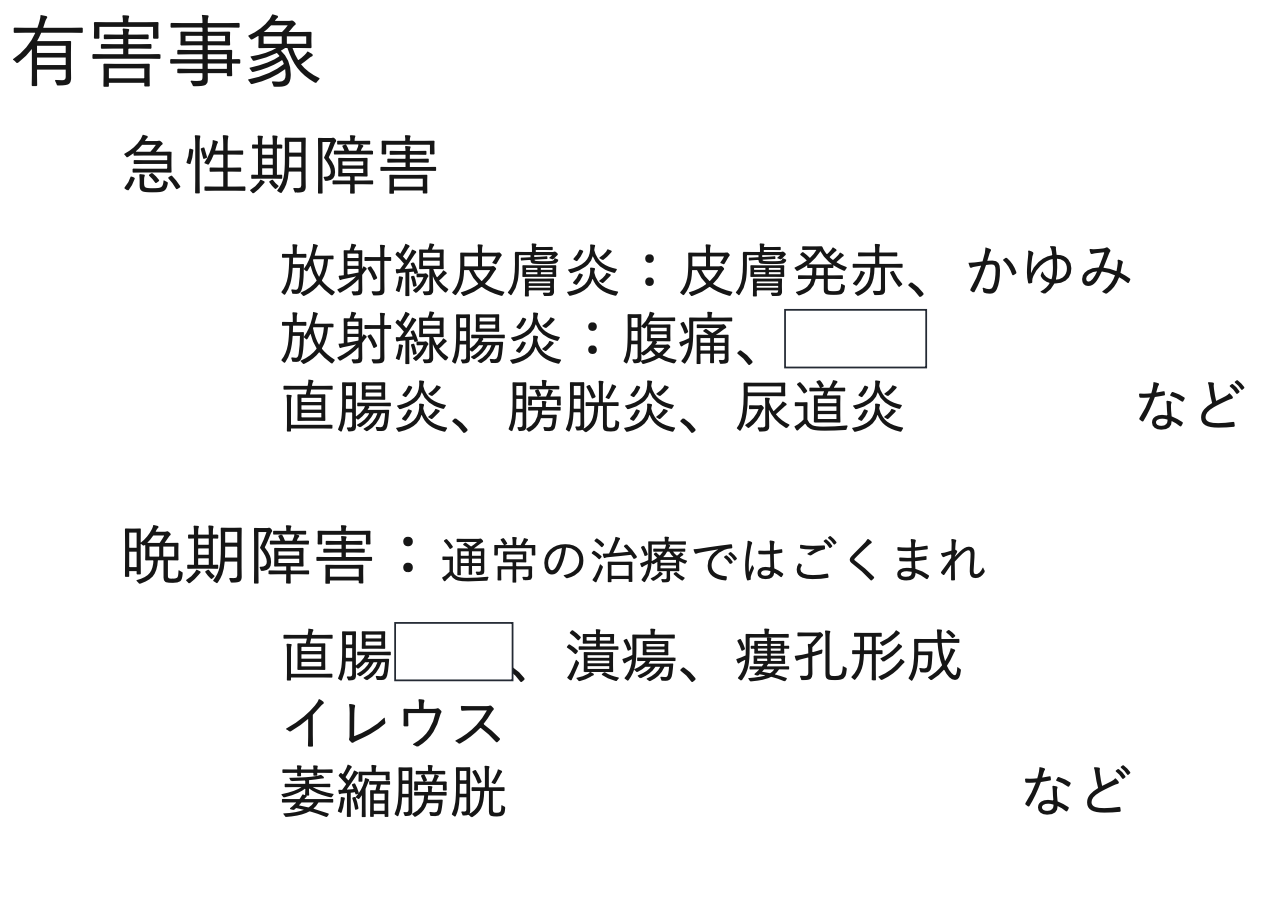 有害事象
急性期障害
放射線皮膚炎：皮膚発赤、かゆみ
放射線腸炎：腹痛、
直腸炎、膀胱炎、尿道炎　　　　など
晩期障害：通常の治療ではごくまれ
直腸　　、潰瘍、瘻孔形成
イレウス
萎縮膀胱　　　　　　　　　など